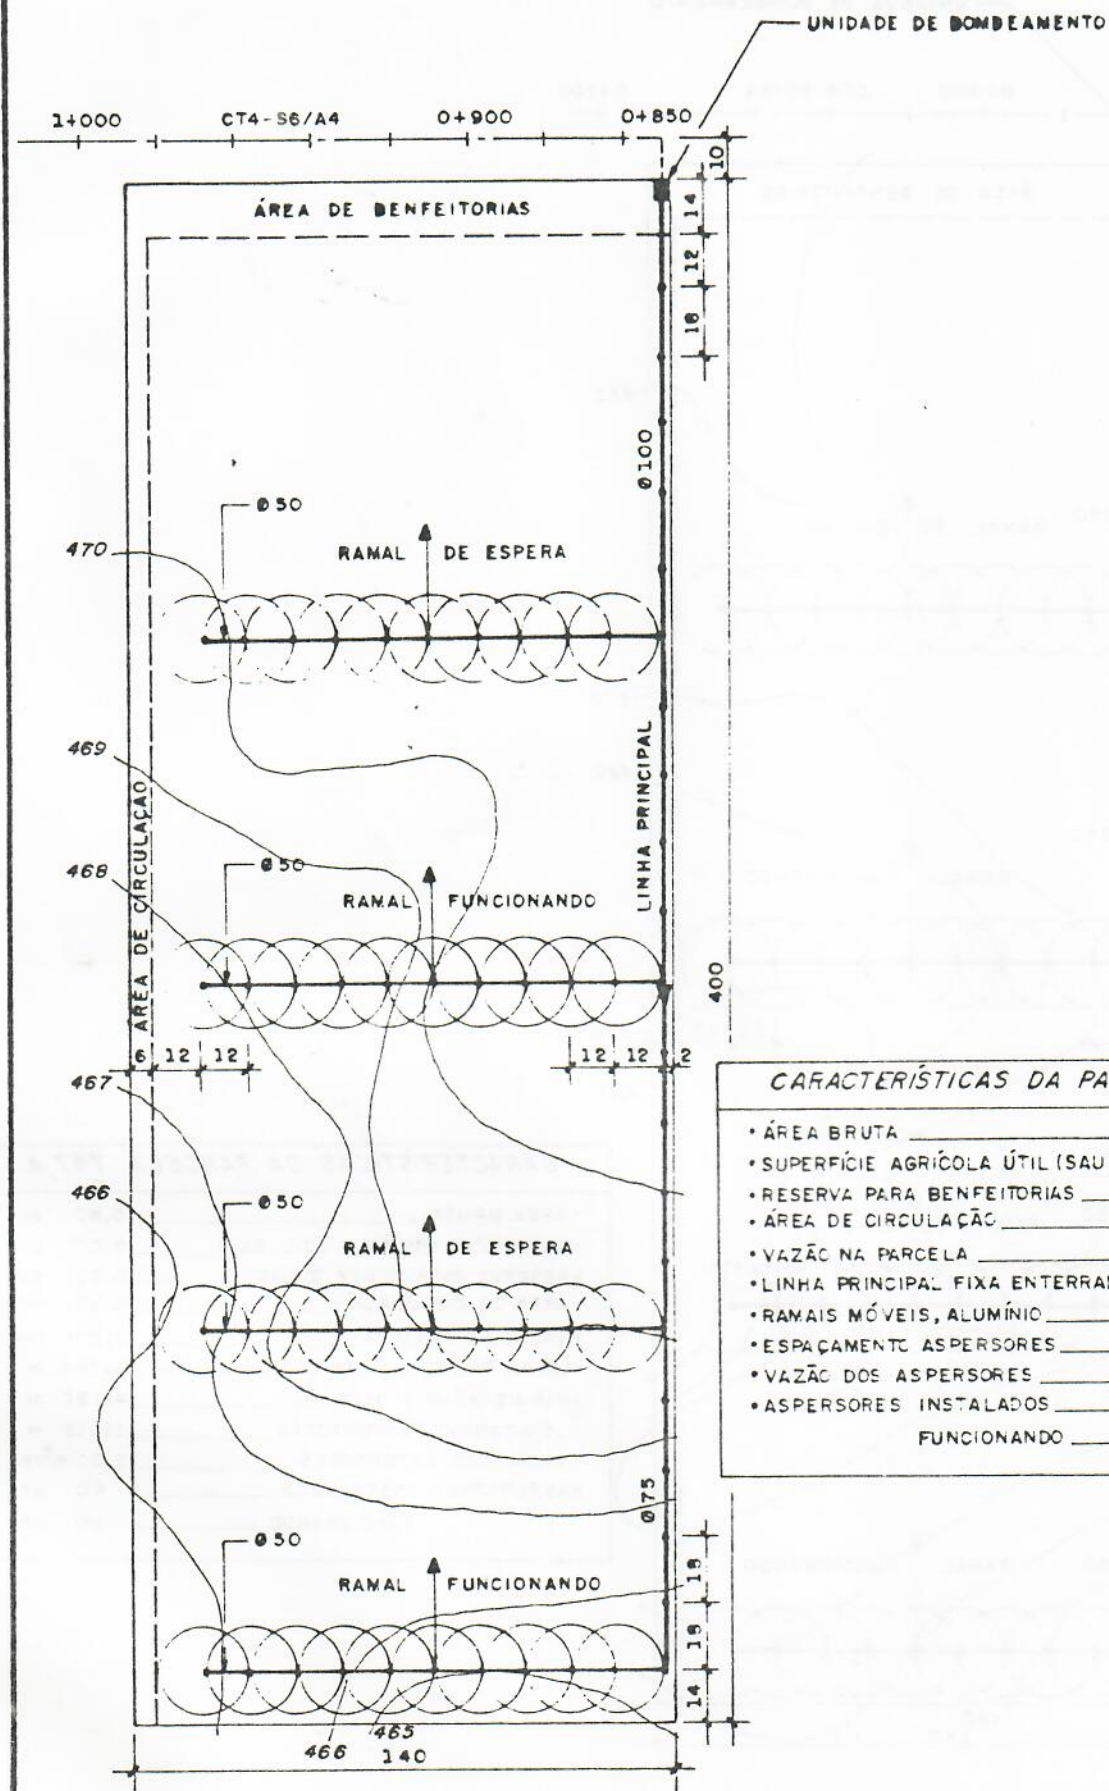 UNIDADE DE BOMBEAMENTO
1+000 CT4-S6/A4 0+900 0+850
10
ÁREA DE BENFEITORIAS
14
12
18
Ø100
Ø50
470
RAMAL DE ESPERA
469
LINHA PRINCIPAL
ÁREA DE CIRCULAÇÃO
468
Ø50
RAMAL FUNCIONANDO
400
6 12 12 12 12 2
467
466
Ø50
RAMAL DE ESPERA
CARACTERÍSTICAS DA PA
• ÁREA BRUTA
• SUPERFÍCIE AGRÍCOLA ÚTIL (SAU
• RESERVA PARA BENFEITORIAS
• ÁREA DE CIRCULAÇÃO
• VAZÃO NA PARCELA
• LINHA PRINCIPAL FIXA ENTERRA
• RAMAIS MÓVEIS, ALUMÍNIO
• ESPAÇAMENTO ASPERSORES
• VAZÃO DOS ASPERSORES
• ASPERSORES INSTALADOS
FUNCIONANDO
Ø75
Ø50
RAMAL FUNCIONANDO
18
18
14
465
466
140